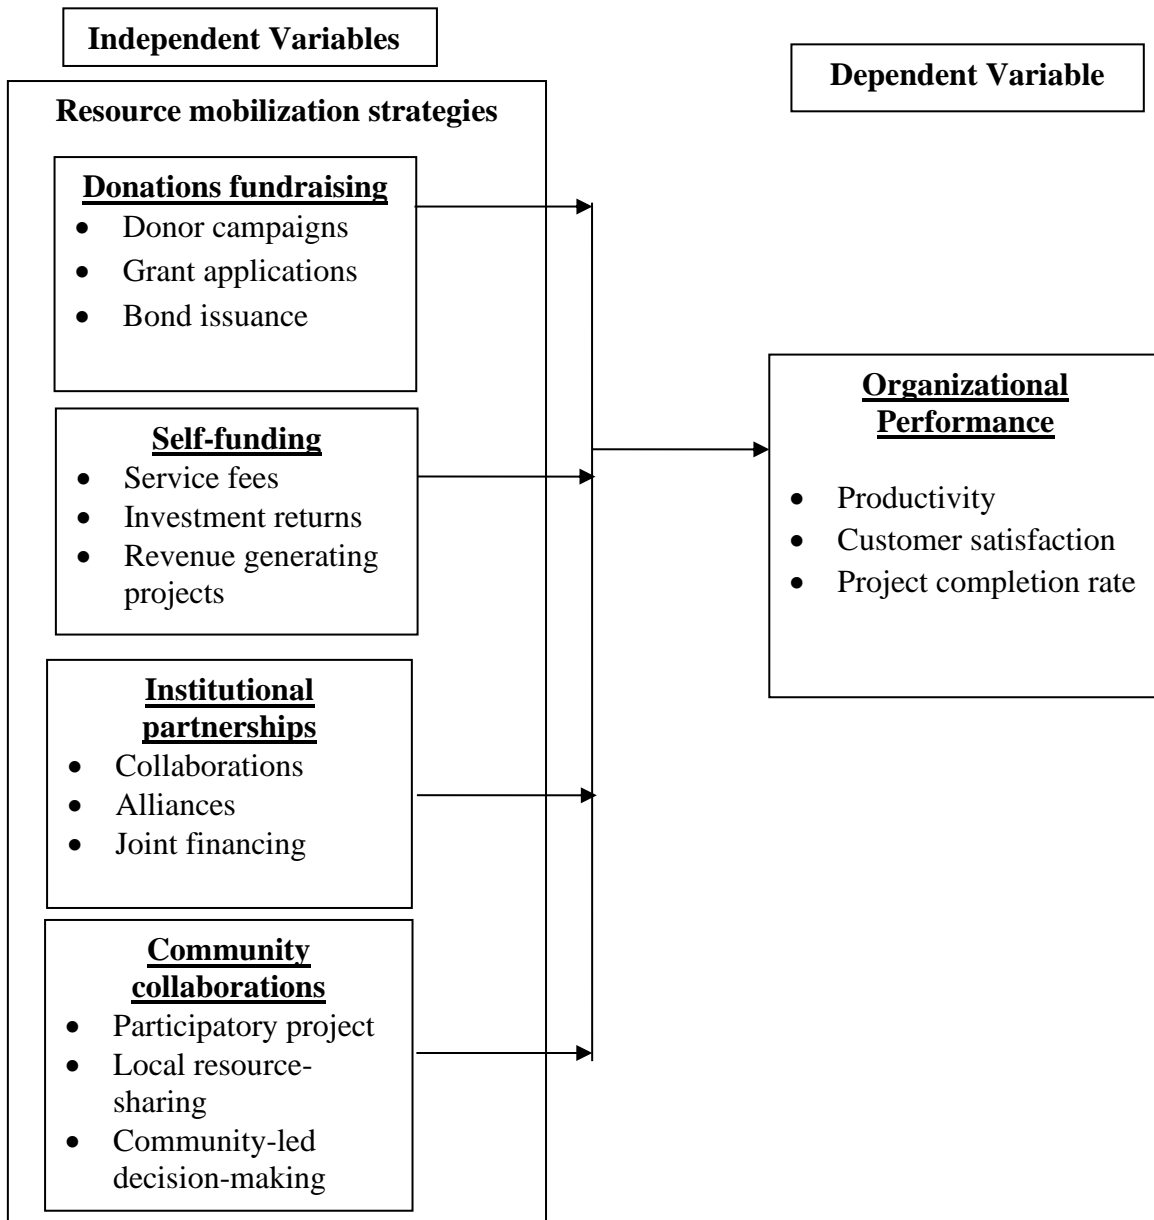 Independent Variables
Dependent Variable
Resource mobilization strategies
Donations fundraising
• Donor campaigns
• Grant applications
• Bond issuance
Self-funding
• Service fees
• Investment returns
• Revenue generating
projects
Institutional
partnerships
• Collaborations
• Alliances
• Joint financing
Community
collaborations
• Participatory project
• Local resource-
sharing
• Community-led
decision-making
Organizational
Performance
• Productivity
• Customer satisfaction
• Project completion rate